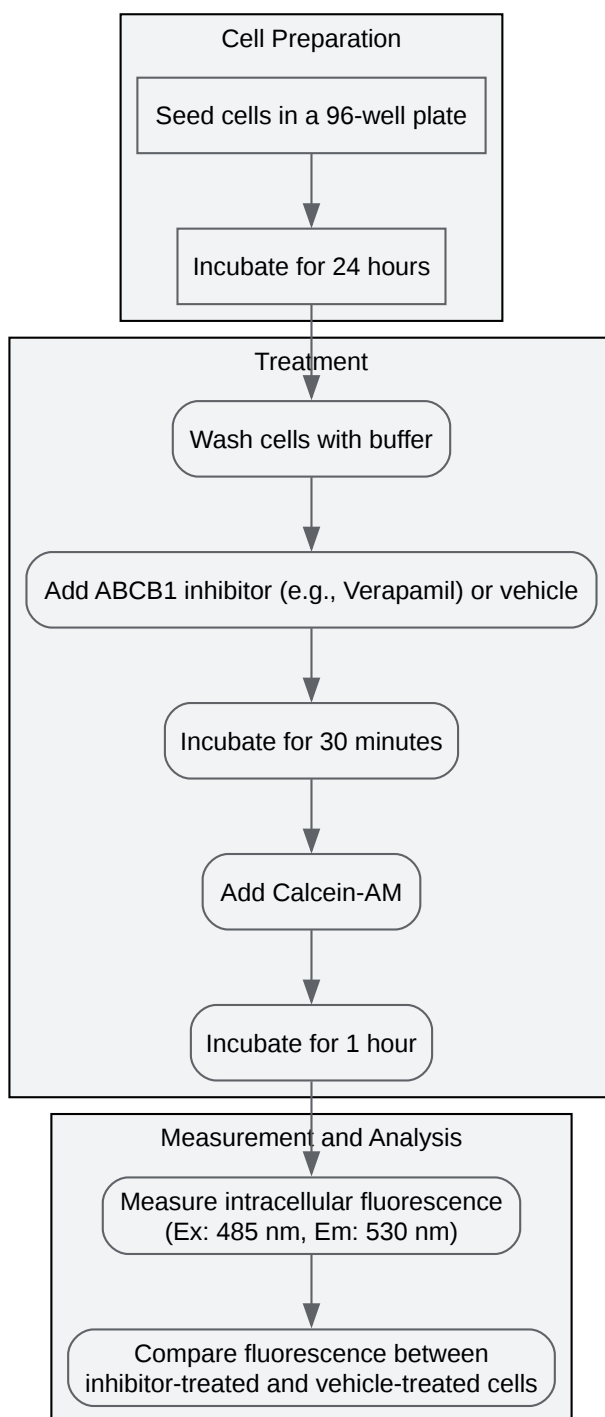 Cell Preparation
Seed cells in a 96-well plate
Incubate for 24 hours
Treatment
Wash cells with buffer
Add ABCB1 inhibitor (e.g., Verapamil) or vehicle
Incubate for 30 minutes
Add Calcein-AM
Incubate for 1 hour
Measurement and Analysis
Measure intracellular fluorescence
(Ex: 485 nm, Em: 530 nm)
Compare fluorescence between
inhibitor-treated and vehicle-treated cells